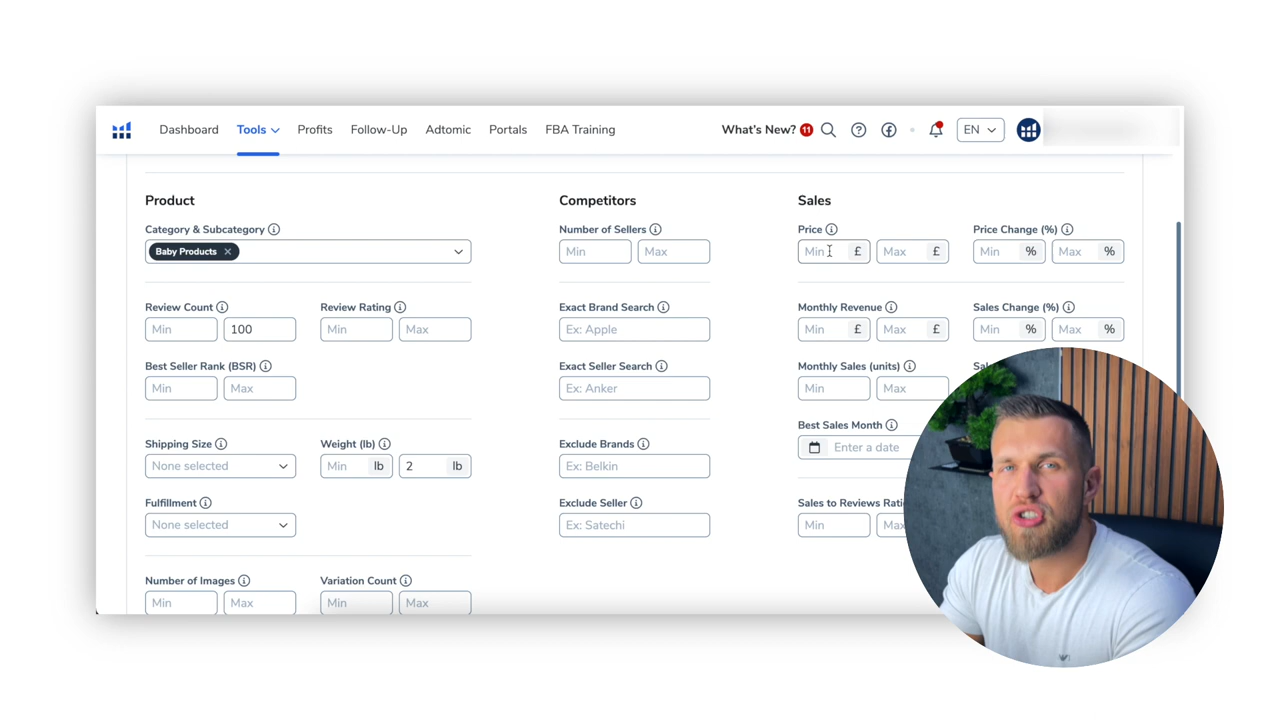 Dashboard Tools Profits Follow-Up Adtomic Portals FBA Training What's New? 11 EN
Product
Category & Subcategory
Baby Products
Review Count Review Rating
Min 100 Min Max
Best Seller Rank (BSR)
Min Max
Shipping Size Weight (lb)
None selected Min lb 2 lb
Fulfillment
None selected
Number of Images Variation Count
Min Max Min Max
Competitors
Number of Sellers
Min Max
Exact Brand Search
Ex: Apple
Exact Seller Search
Ex: Anker
Exclude Brands
Ex: Belkin
Exclude Seller
Ex: Satechi
Sales
Price Price Change (%)
Min £ Max £ Min % Max %
Monthly Revenue Sales Change (%)
Min £ Max £ Min % Max %
Monthly Sales (units)
Min Max
Best Sales Month
Enter a date
Sales to Reviews
Min